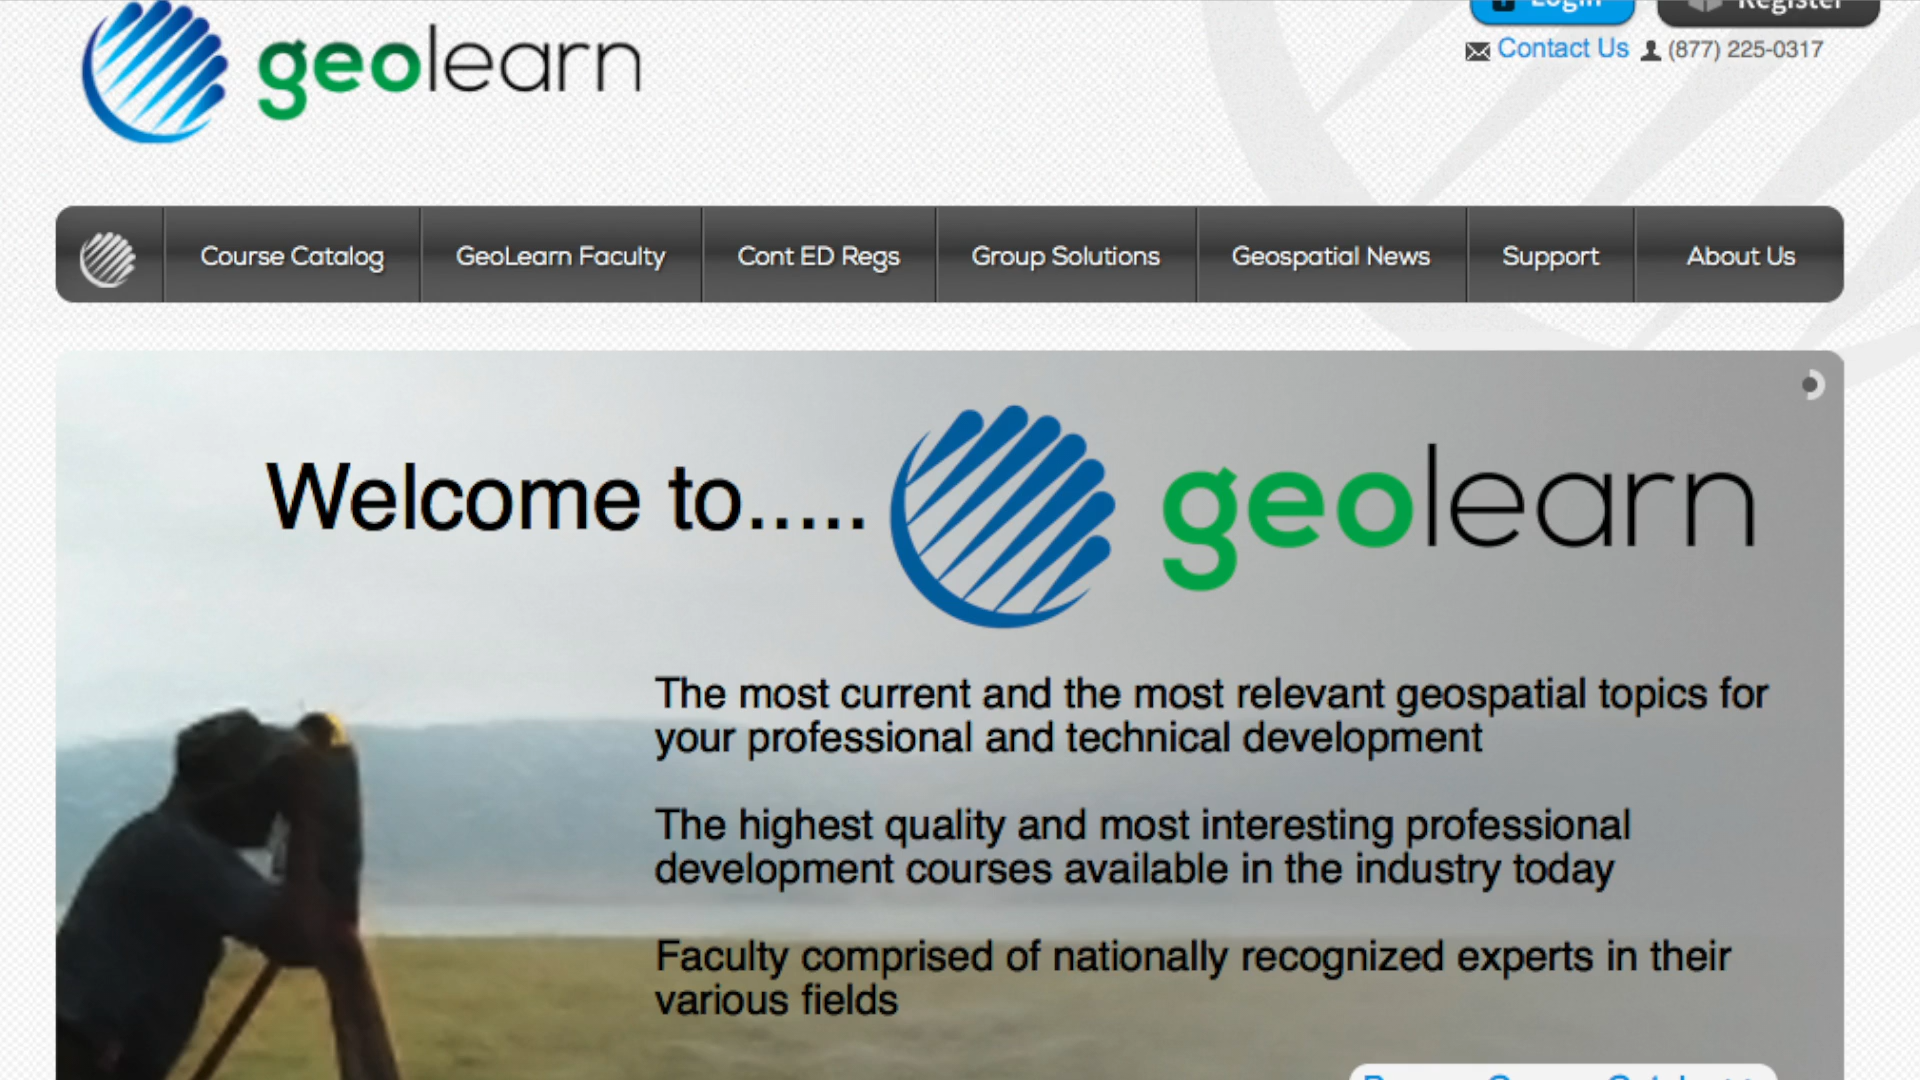 Login
Register
geolearn
Contact Us (877) 225-0317
Course Catalog GeoLearn Faculty Cont ED Regs Group Solutions Geospatial News Support About Us
Welcome to..... geolearn
The most current and the most relevant geospatial topics for
your professional and technical development
The highest quality and most interesting professional
development courses available in the industry today
Faculty comprised of nationally recognized experts in their
various fields